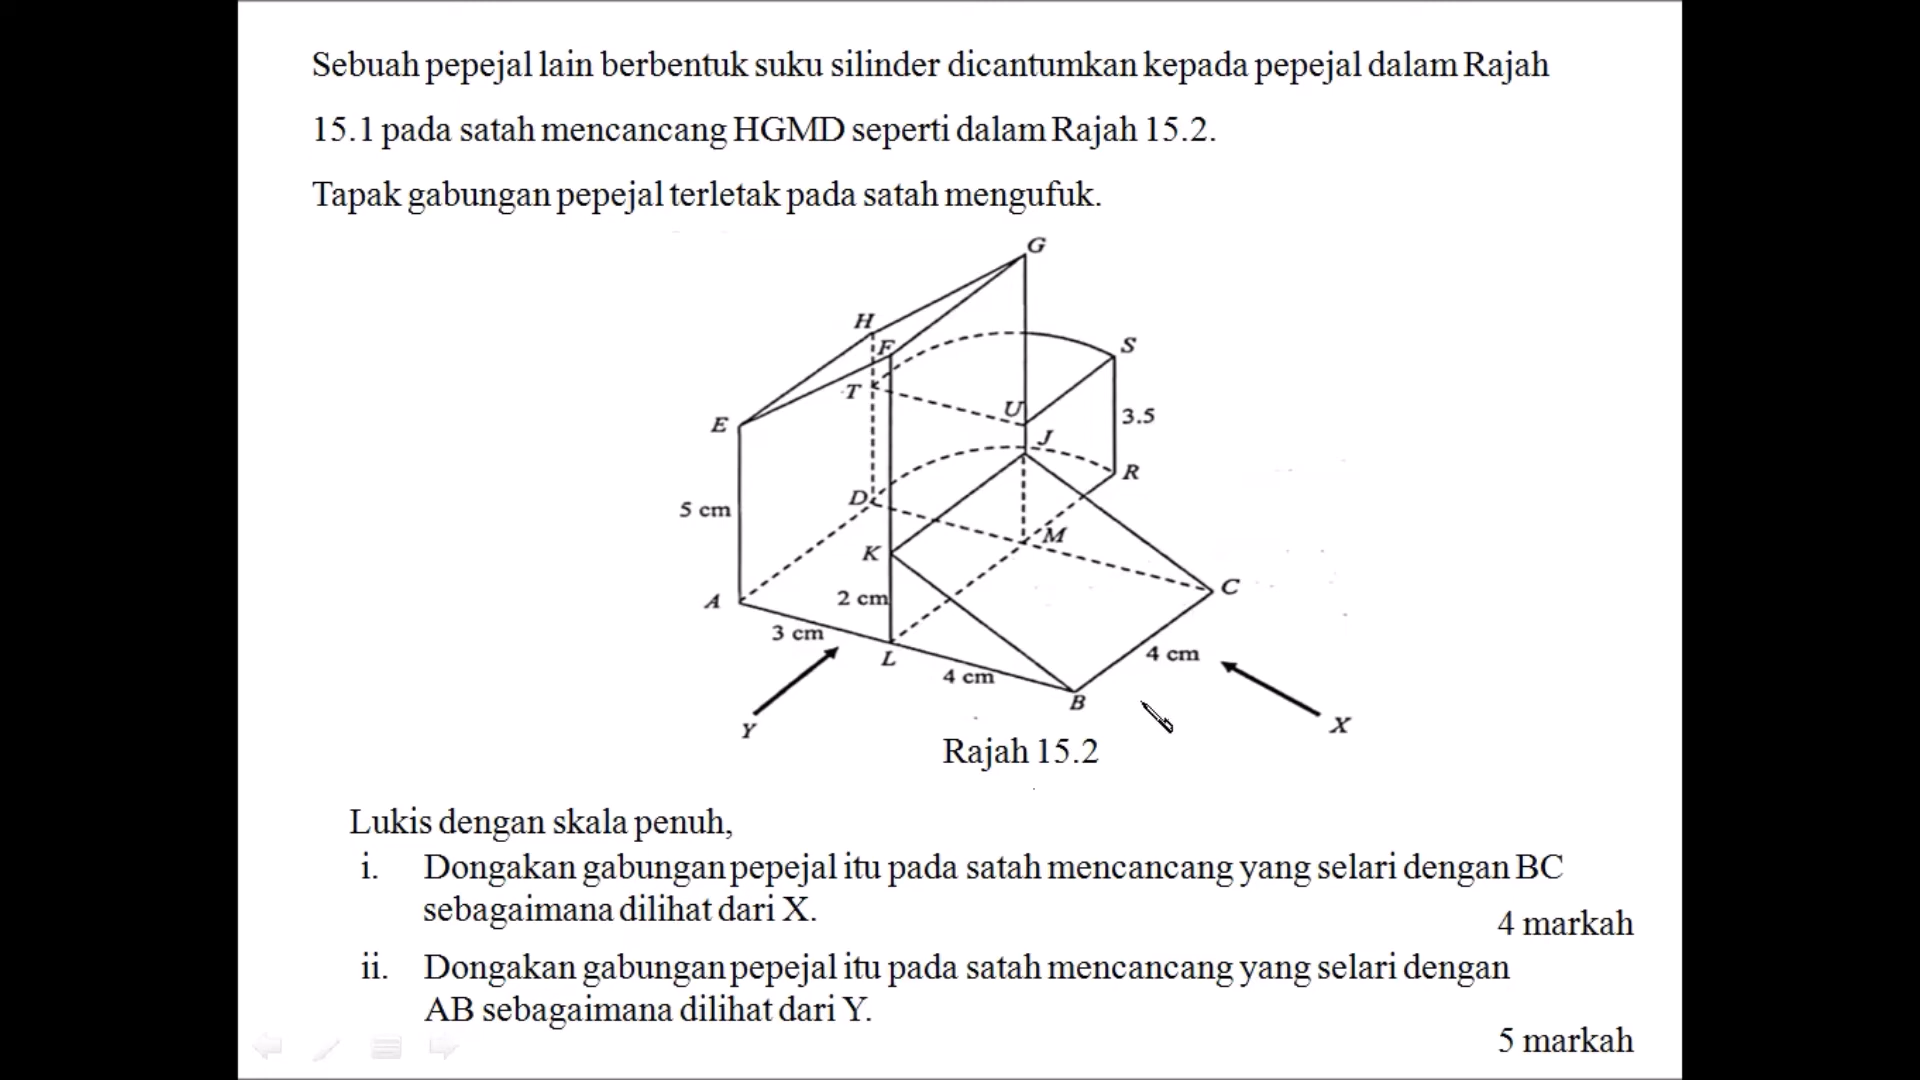 Sebuah pepejal lain berbentuk suku silinder dicantumkan kepada pepejal dalam Rajah
15.1 pada satah mencancang HGMD seperti dalam Rajah 15.2.
Tapak gabungan pepejal terletak pada satah mengufuk.
G
H
F
S
T
U
3.5
E
J
R
D
5 cm
M
K
C
A
2 cm
3 cm
L
4 cm
4 cm
B
Y
X
Rajah 15.2
Lukis dengan skala penuh,
i. Dongakan gabungan pepejal itu pada satah mencancang yang selari dengan BC
sebagaimana dilihat dari X.
4 markah
ii. Dongakan gabungan pepejal itu pada satah mencancang yang selari dengan
AB sebagaimana dilihat dari Y.
5 markah